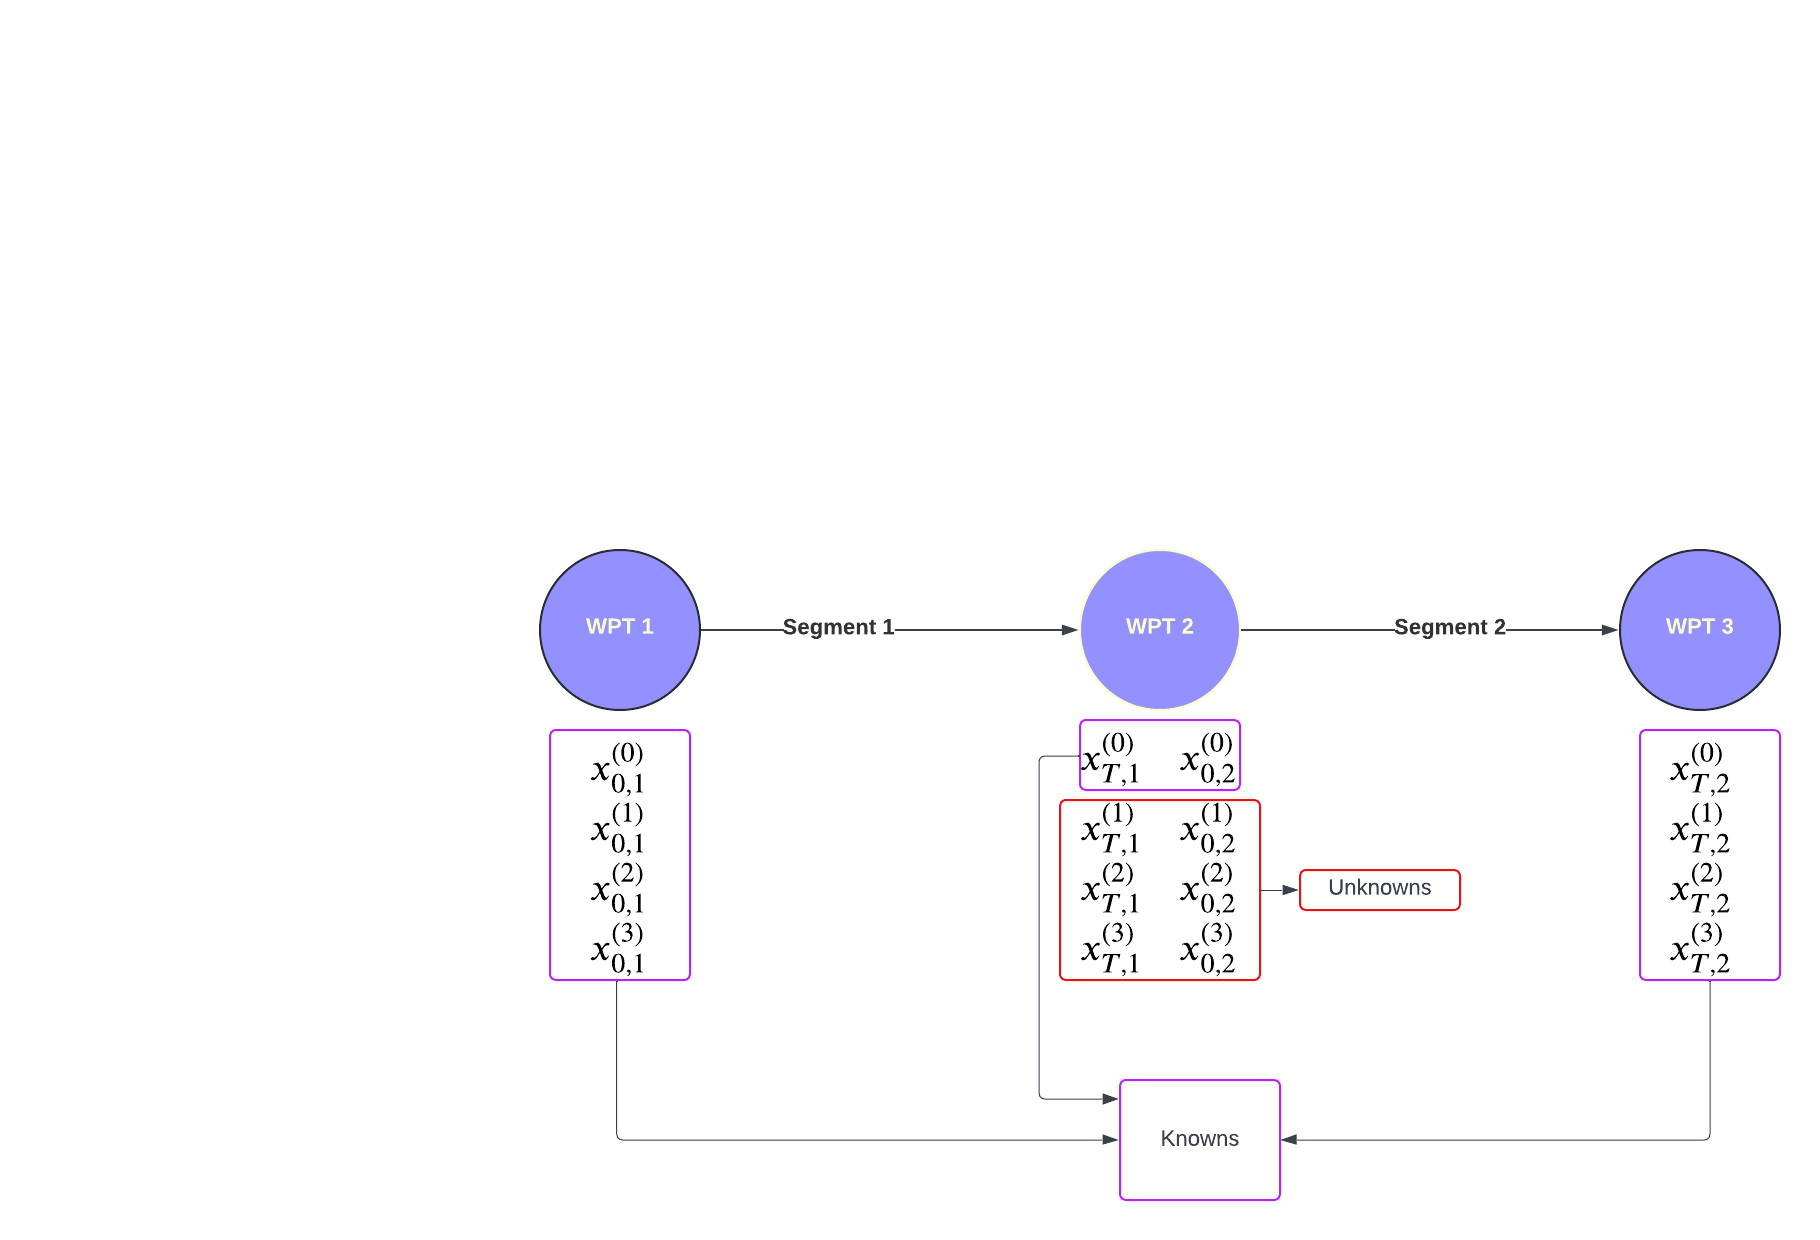 WPT 1
Segment 1
WPT 2
Segment 2
WPT 3
x_{0,1}^{(0)}
x_{0,1}^{(1)}
x_{0,1}^{(2)}
x_{0,1}^{(3)}
x_{T,1}^{(0)} x_{0,2}^{(0)}
x_{T,1}^{(1)} x_{0,2}^{(1)}
x_{T,1}^{(2)} x_{0,2}^{(2)}
x_{T,1}^{(3)} x_{0,2}^{(3)}
Unknowns
x_{T,2}^{(0)}
x_{T,2}^{(1)}
x_{T,2}^{(2)}
x_{T,2}^{(3)}
Knowns